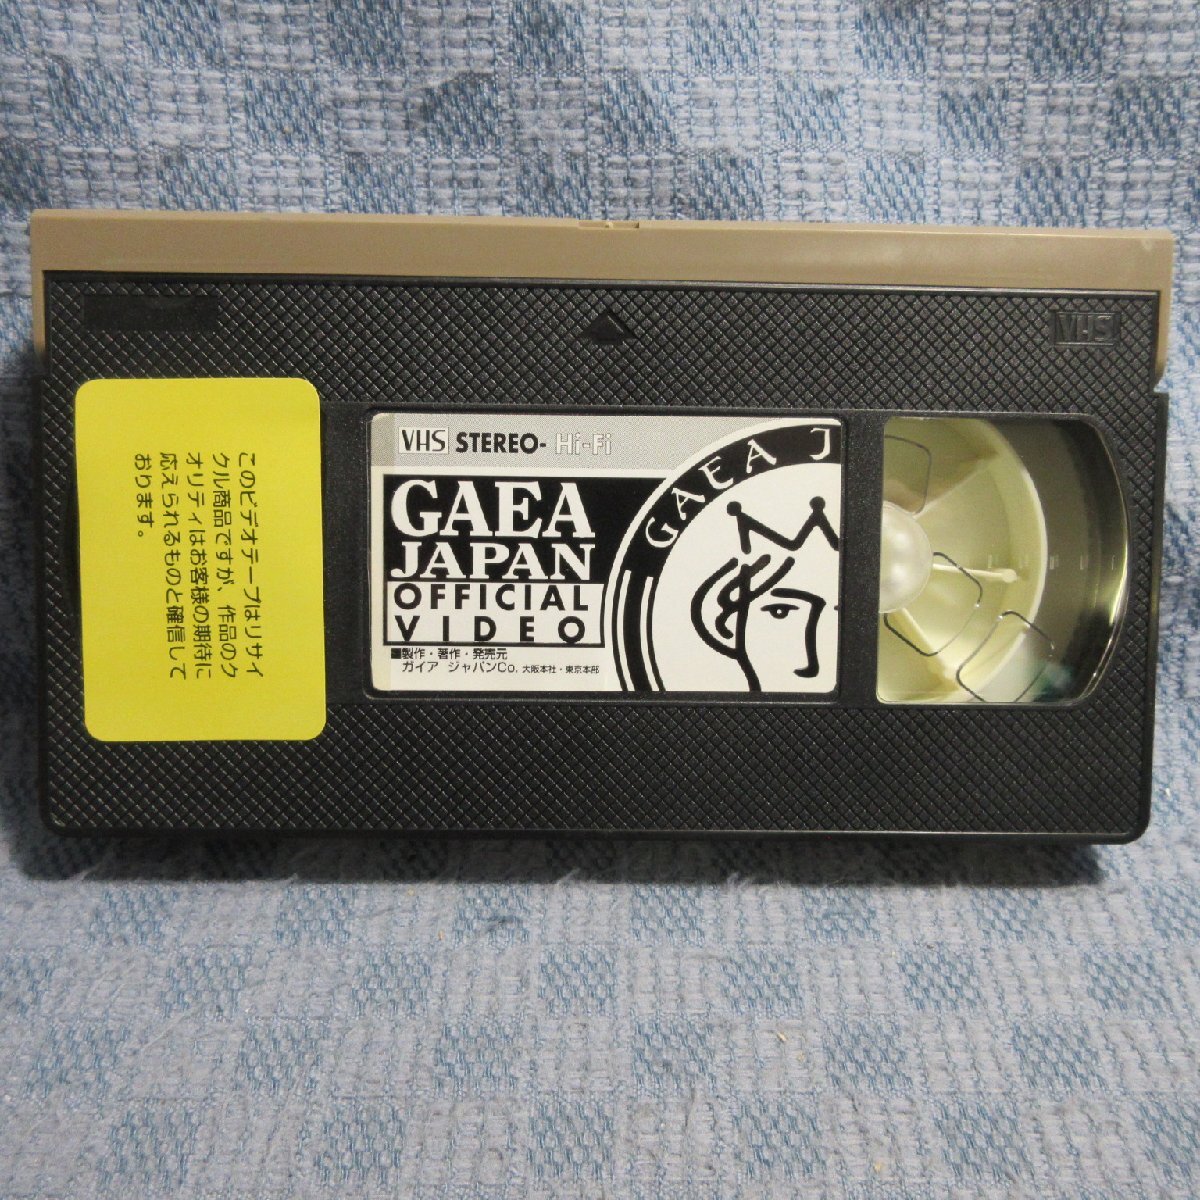 VHS
このビデオテープはリサイ
クル商品ですが、作品のク
オリティはお客様の期待に
応えられるものと確信して
おります。
VHS STEREO- Hi-Fi
GAEA
JAPAN
OFFICIAL
VIDEO
■製作・著作・発売元
ガイア ジャパンCo. 大阪本社・東京本部
GAEA J